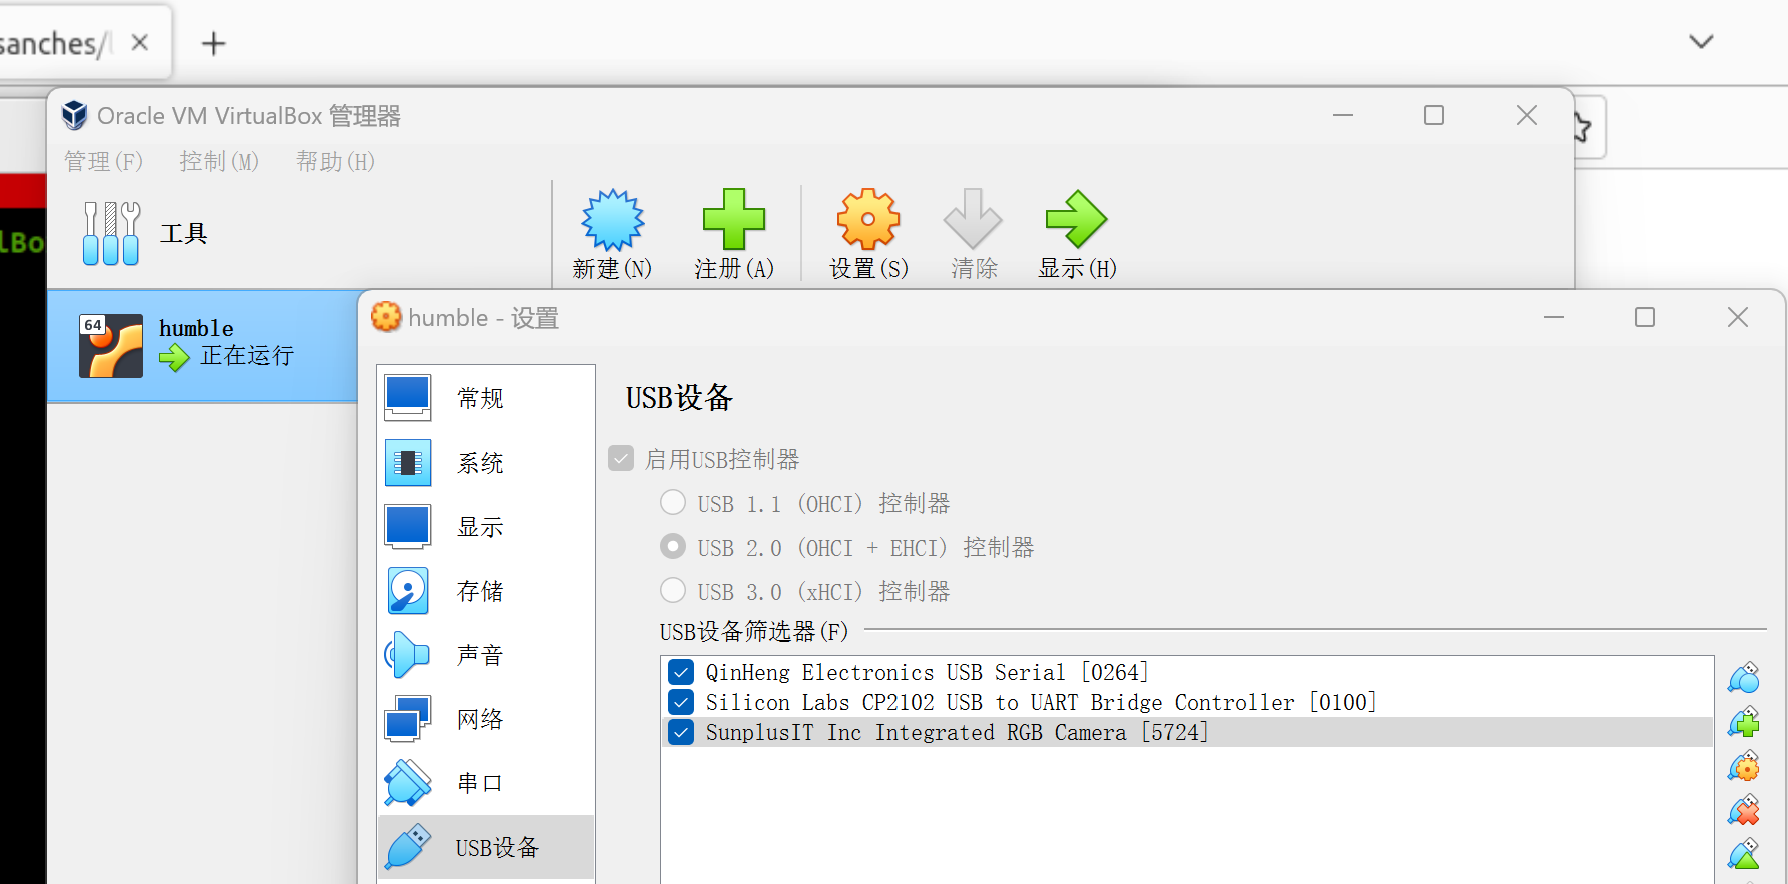 sanches/
Oracle VM VirtualBox 管理器
管理(F) 控制(M) 帮助(H)
工具
新建(N) 注册(A) 设置(S) 清除 显示(H)
lBo
64
humble
正在运行
humble - 设置
常规
系统
显示
存储
声音
网络
串口
USB设备
USB设备
启用USB控制器
USB 1.1 (OHCI) 控制器
USB 2.0 (OHCI + EHCI) 控制器
USB 3.0 (xHCI) 控制器
USB设备筛选器(F)
QinHeng Electronics USB Serial [0264]
Silicon Labs CP2102 USB to UART Bridge Controller [0100]
SunplusIT Inc Integrated RGB Camera [5724]